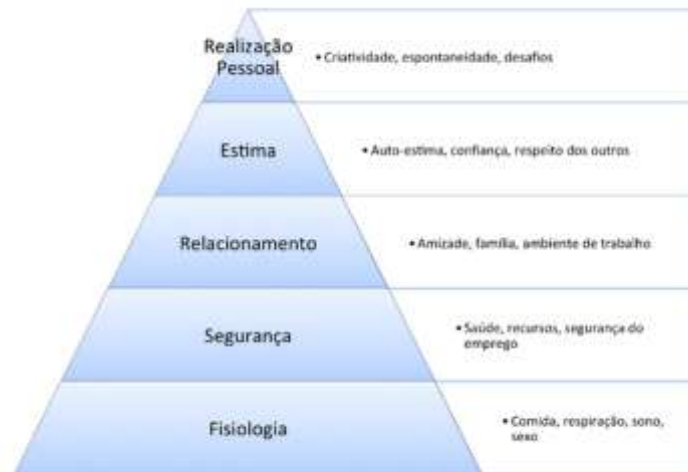 Realização
Pessoal
• Criatividade, espontaneidade, desafios
Estima
• Auto-estima, confiança, respeito dos outros
Relacionamento
• Amizade, família, ambiente de trabalho
Segurança
• Saúde, recursos, segurança do
emprego
Fisiologia
• Comida, respiração, sono,
sexo